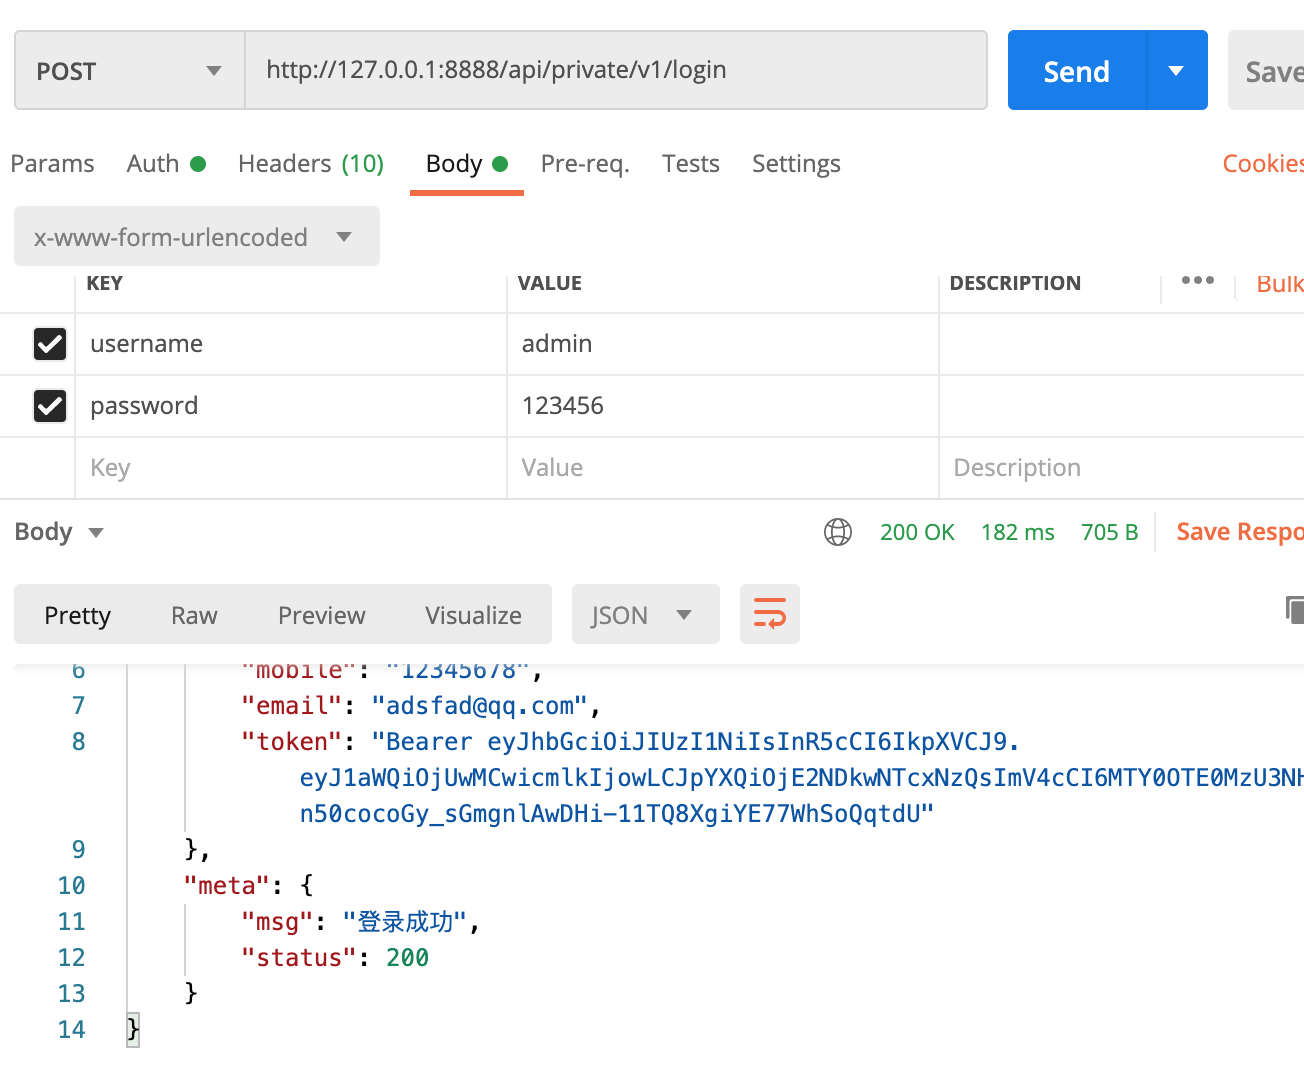 POST http://127.0.0.1:8888/api/private/v1/login Send Save
Params Auth Headers (10) Body Pre-req. Tests Settings Cookies
x-www-form-urlencoded
KEY VALUE DESCRIPTION ••• Bulk
username admin
password 123456
Key Value Description
Body 200 OK 182 ms 705 B Save Respo
Pretty Raw Preview Visualize JSON
6 "mobile": "12345678",
7 "email": "adsfad@qq.com",
8 "token": "Bearer eyJhbGciOiJIUzI1NiIsInR5cCI6IkpXVCJ9.
eyJ1aWQiOjUwMCwicmlkIjowLCJpYXQiOjE2NDkwNTcxNzQsImV4cCI6MTY0OTE0MzU3NH
n50cocoGy_sGmgnlAwDHi-11TQ8XgiYE77WhSoQqtdU"
9 },
10 "meta": {
11 "msg": "登录成功",
12 "status": 200
13 }
14 }